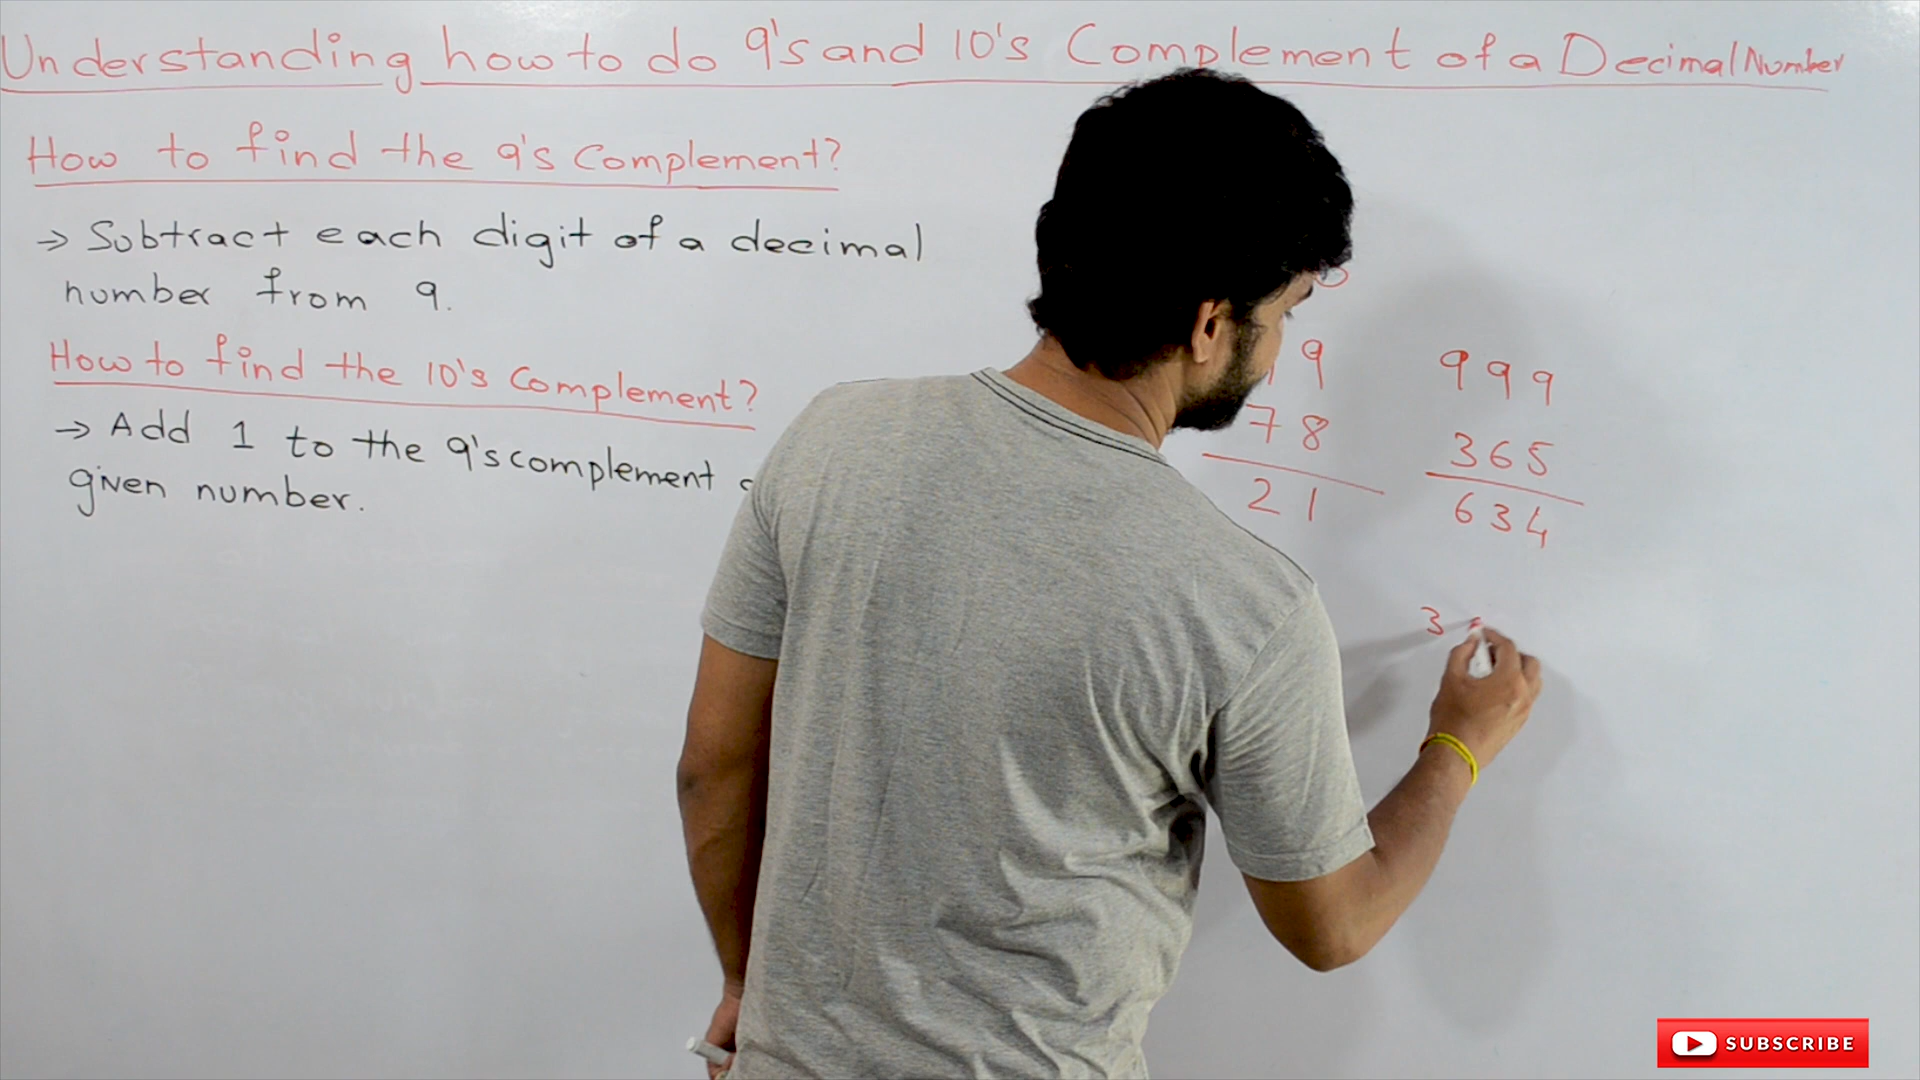 Understanding how to do 9's and 10's Complement of a Decimal Number
How to find the 9's Complement?
→ Subtract each digit of a decimal
number from 9.
How to find the 10's Complement?
→ Add 1 to the 9's complement
given number.
9
78
21
999
365
634
3
SUBSCRIBE